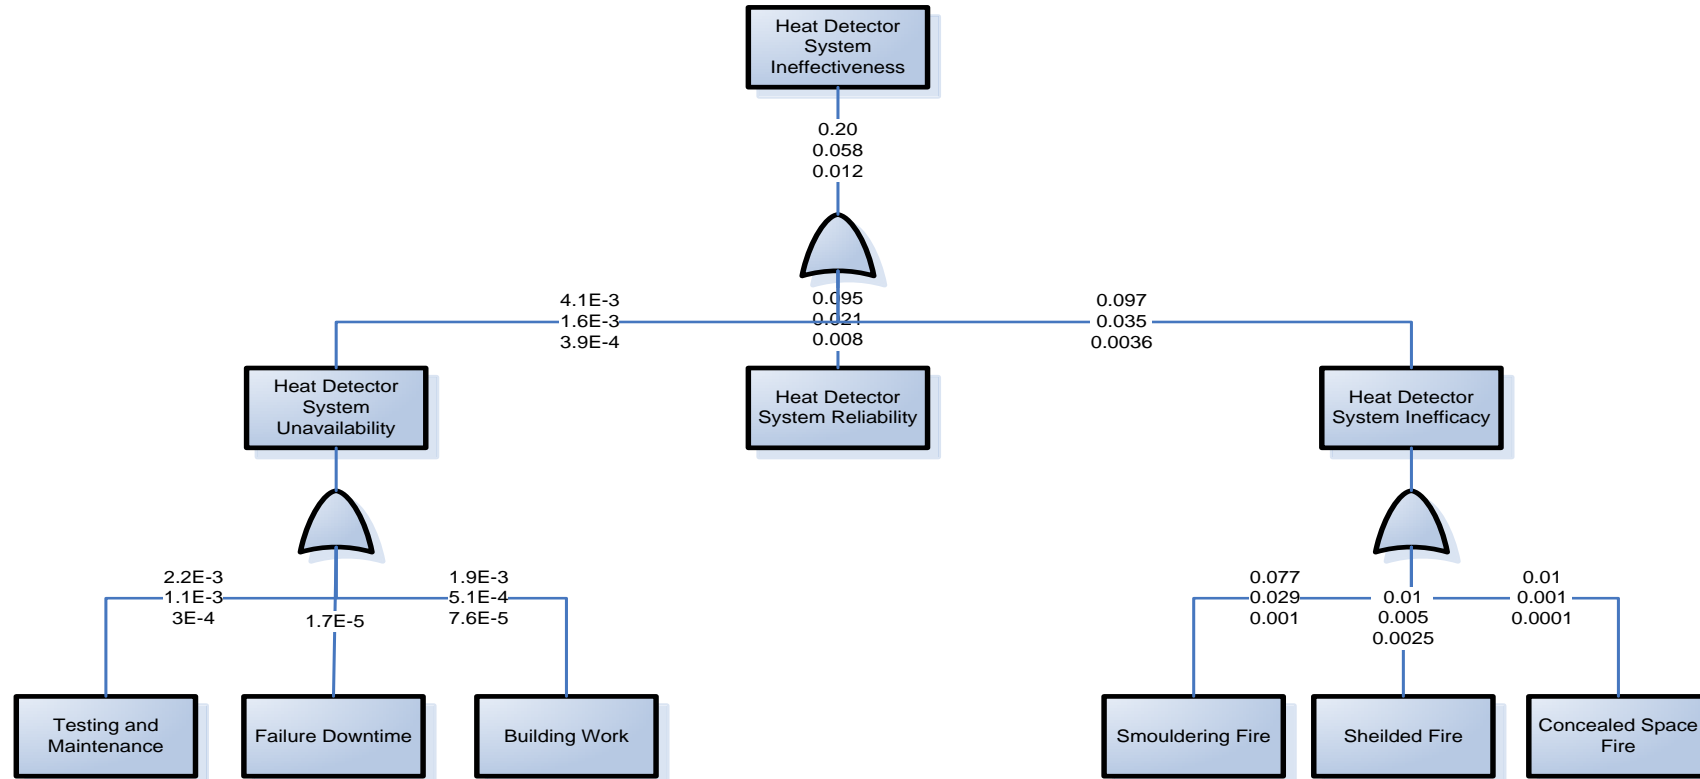 Heat Detector
System
Ineffectiveness
0.20
0.058
0.012
4.1E-3
1.6E-3
3.9E-4
0.095
0.021
0.008
0.097
0.035
0.0036
Heat Detector
System
Unavailability
Heat Detector
System Reliability
Heat Detector
System Inefficacy
2.2E-3
1.1E-3
3E-4
1.7E-5
1.9E-3
5.1E-4
7.6E-5
0.077
0.029
0.001
0.01
0.005
0.0025
0.01
0.001
0.0001
Testing and
Maintenance
Failure Downtime
Building Work
Smouldering Fire
Sheilded Fire
Concealed Space
Fire